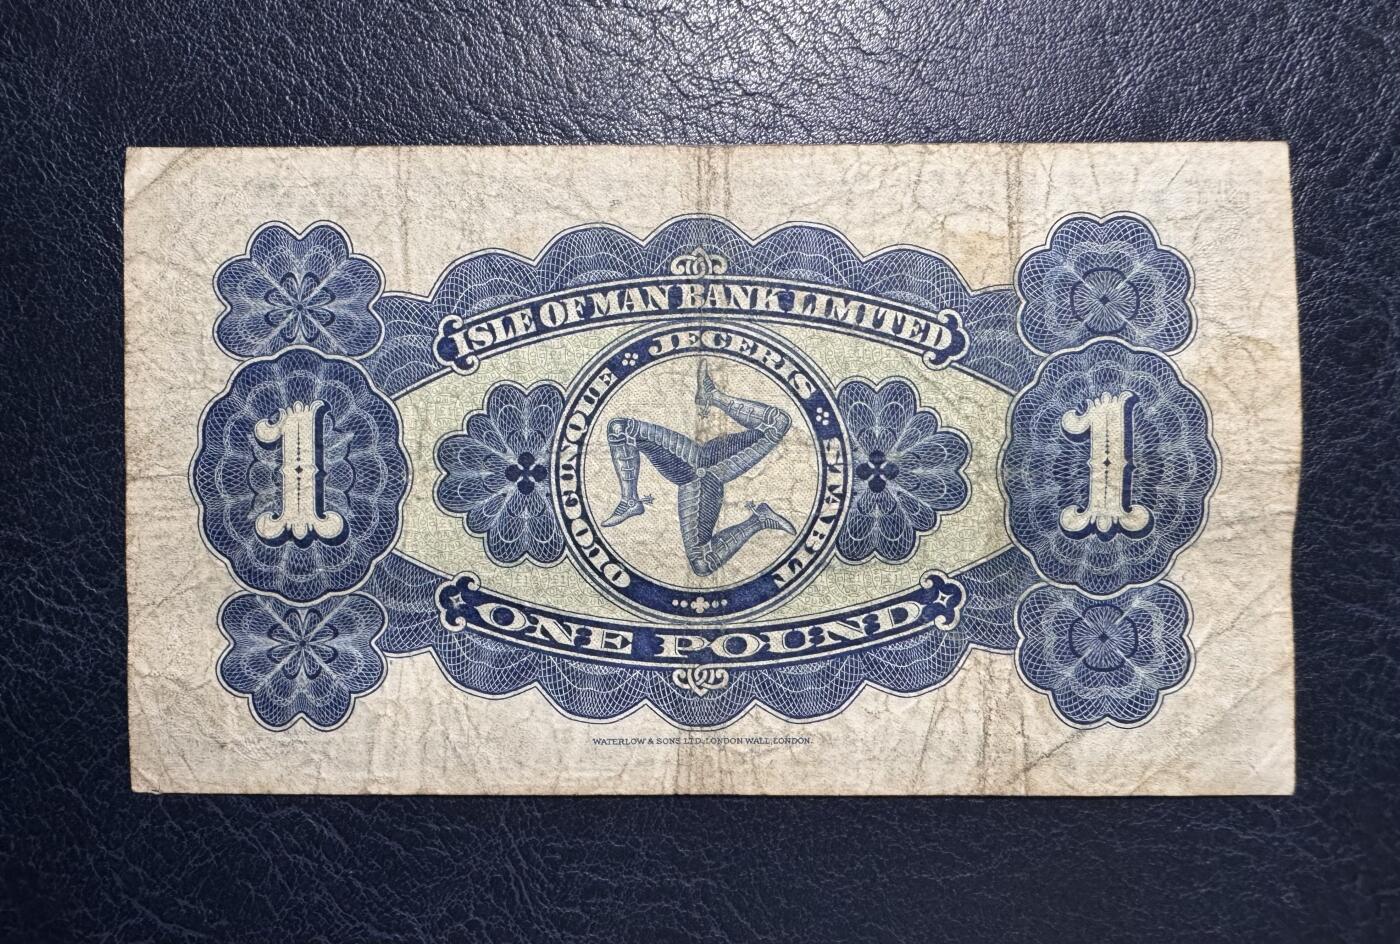 ISLE OF MAN BANK LIMITED
QUOCUNQUE JECERIS STABIT
1
1
ONE POUND
WATERLOW & SONS LTD. LONDON WALL, LONDON.